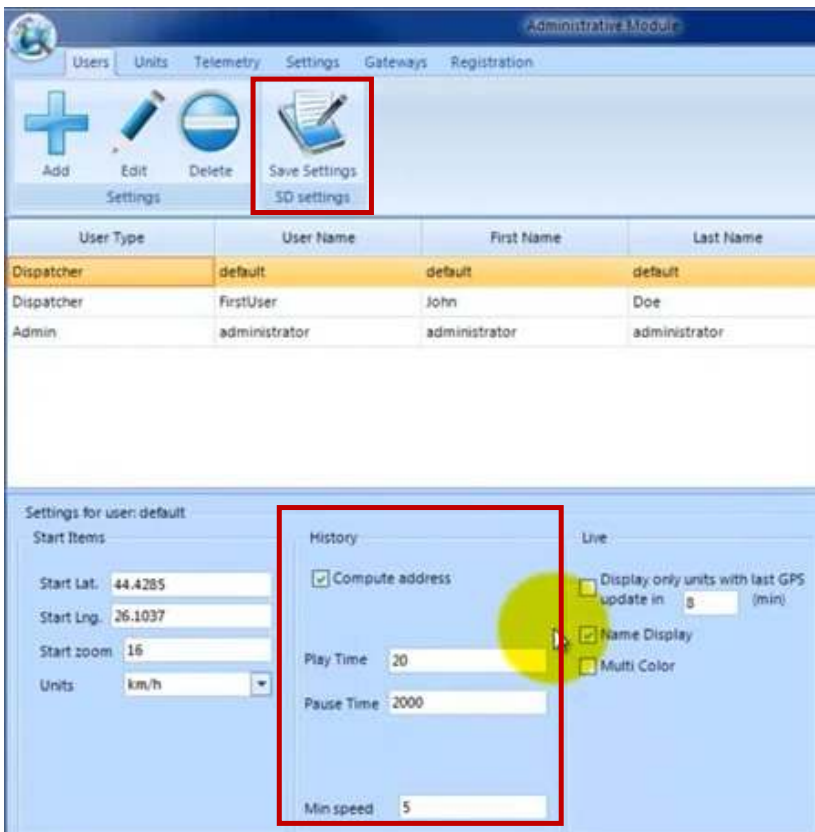 Administrative Module
Users Units Telemetry Settings Gateways Registration
Add Edit Delete Save Settings
Settings SD settings
User Type User Name First Name Last Name
Dispatcher default default default
Dispatcher FirstUser John Doe
Admin administrator administrator administrator
Settings for user: default
Start Items
Start Lat. 44.4285
Start Lng. 26.1037
Start zoom 16
Units km/h
History
Compute address
Play Time 20
Pause Time 2000
Min speed 5
Live
Display only units with last GPS
update in 8 (min)
Name Display
Multi Color